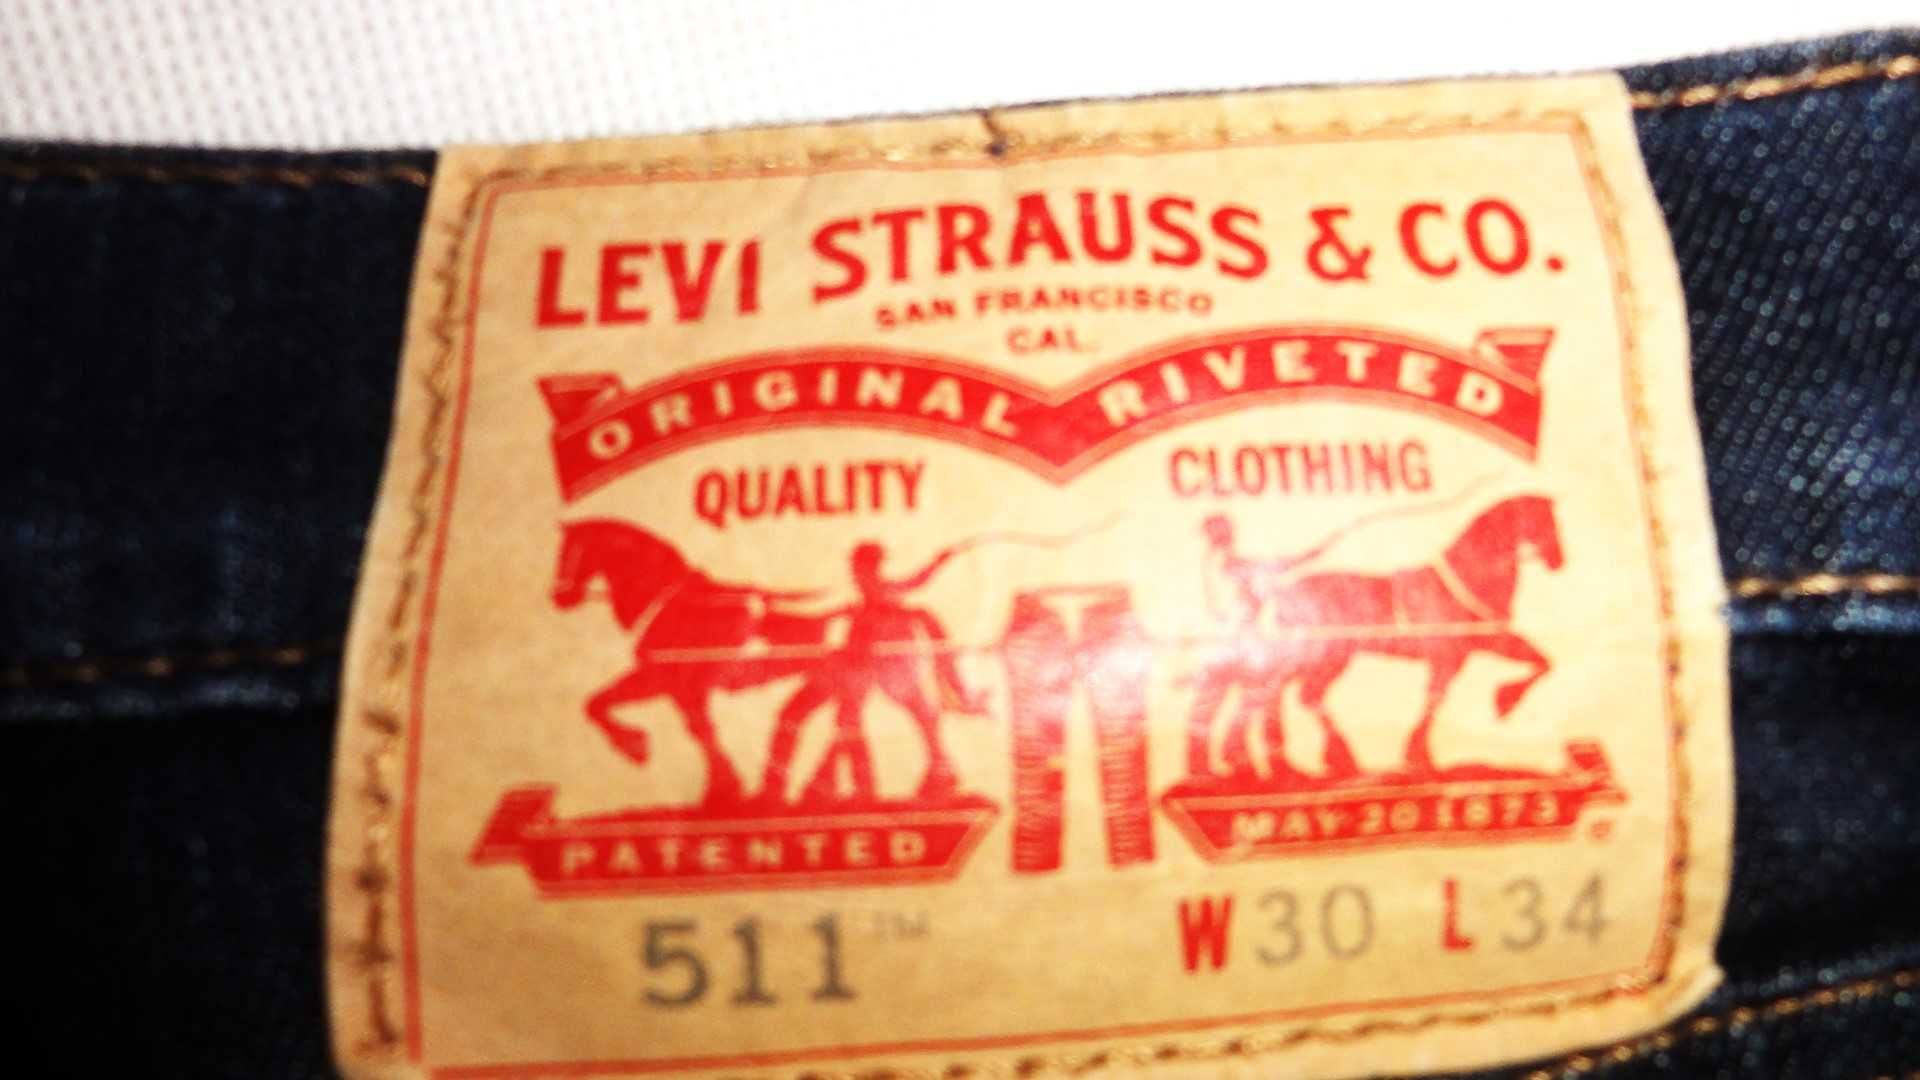 LEVI STRAUSS & CO.
SAN FRANCISCO
CAL.
ORIGINAL RIVETED
QUALITY CLOTHING
PATENTED MAY 20 1873
511™ W30 L34